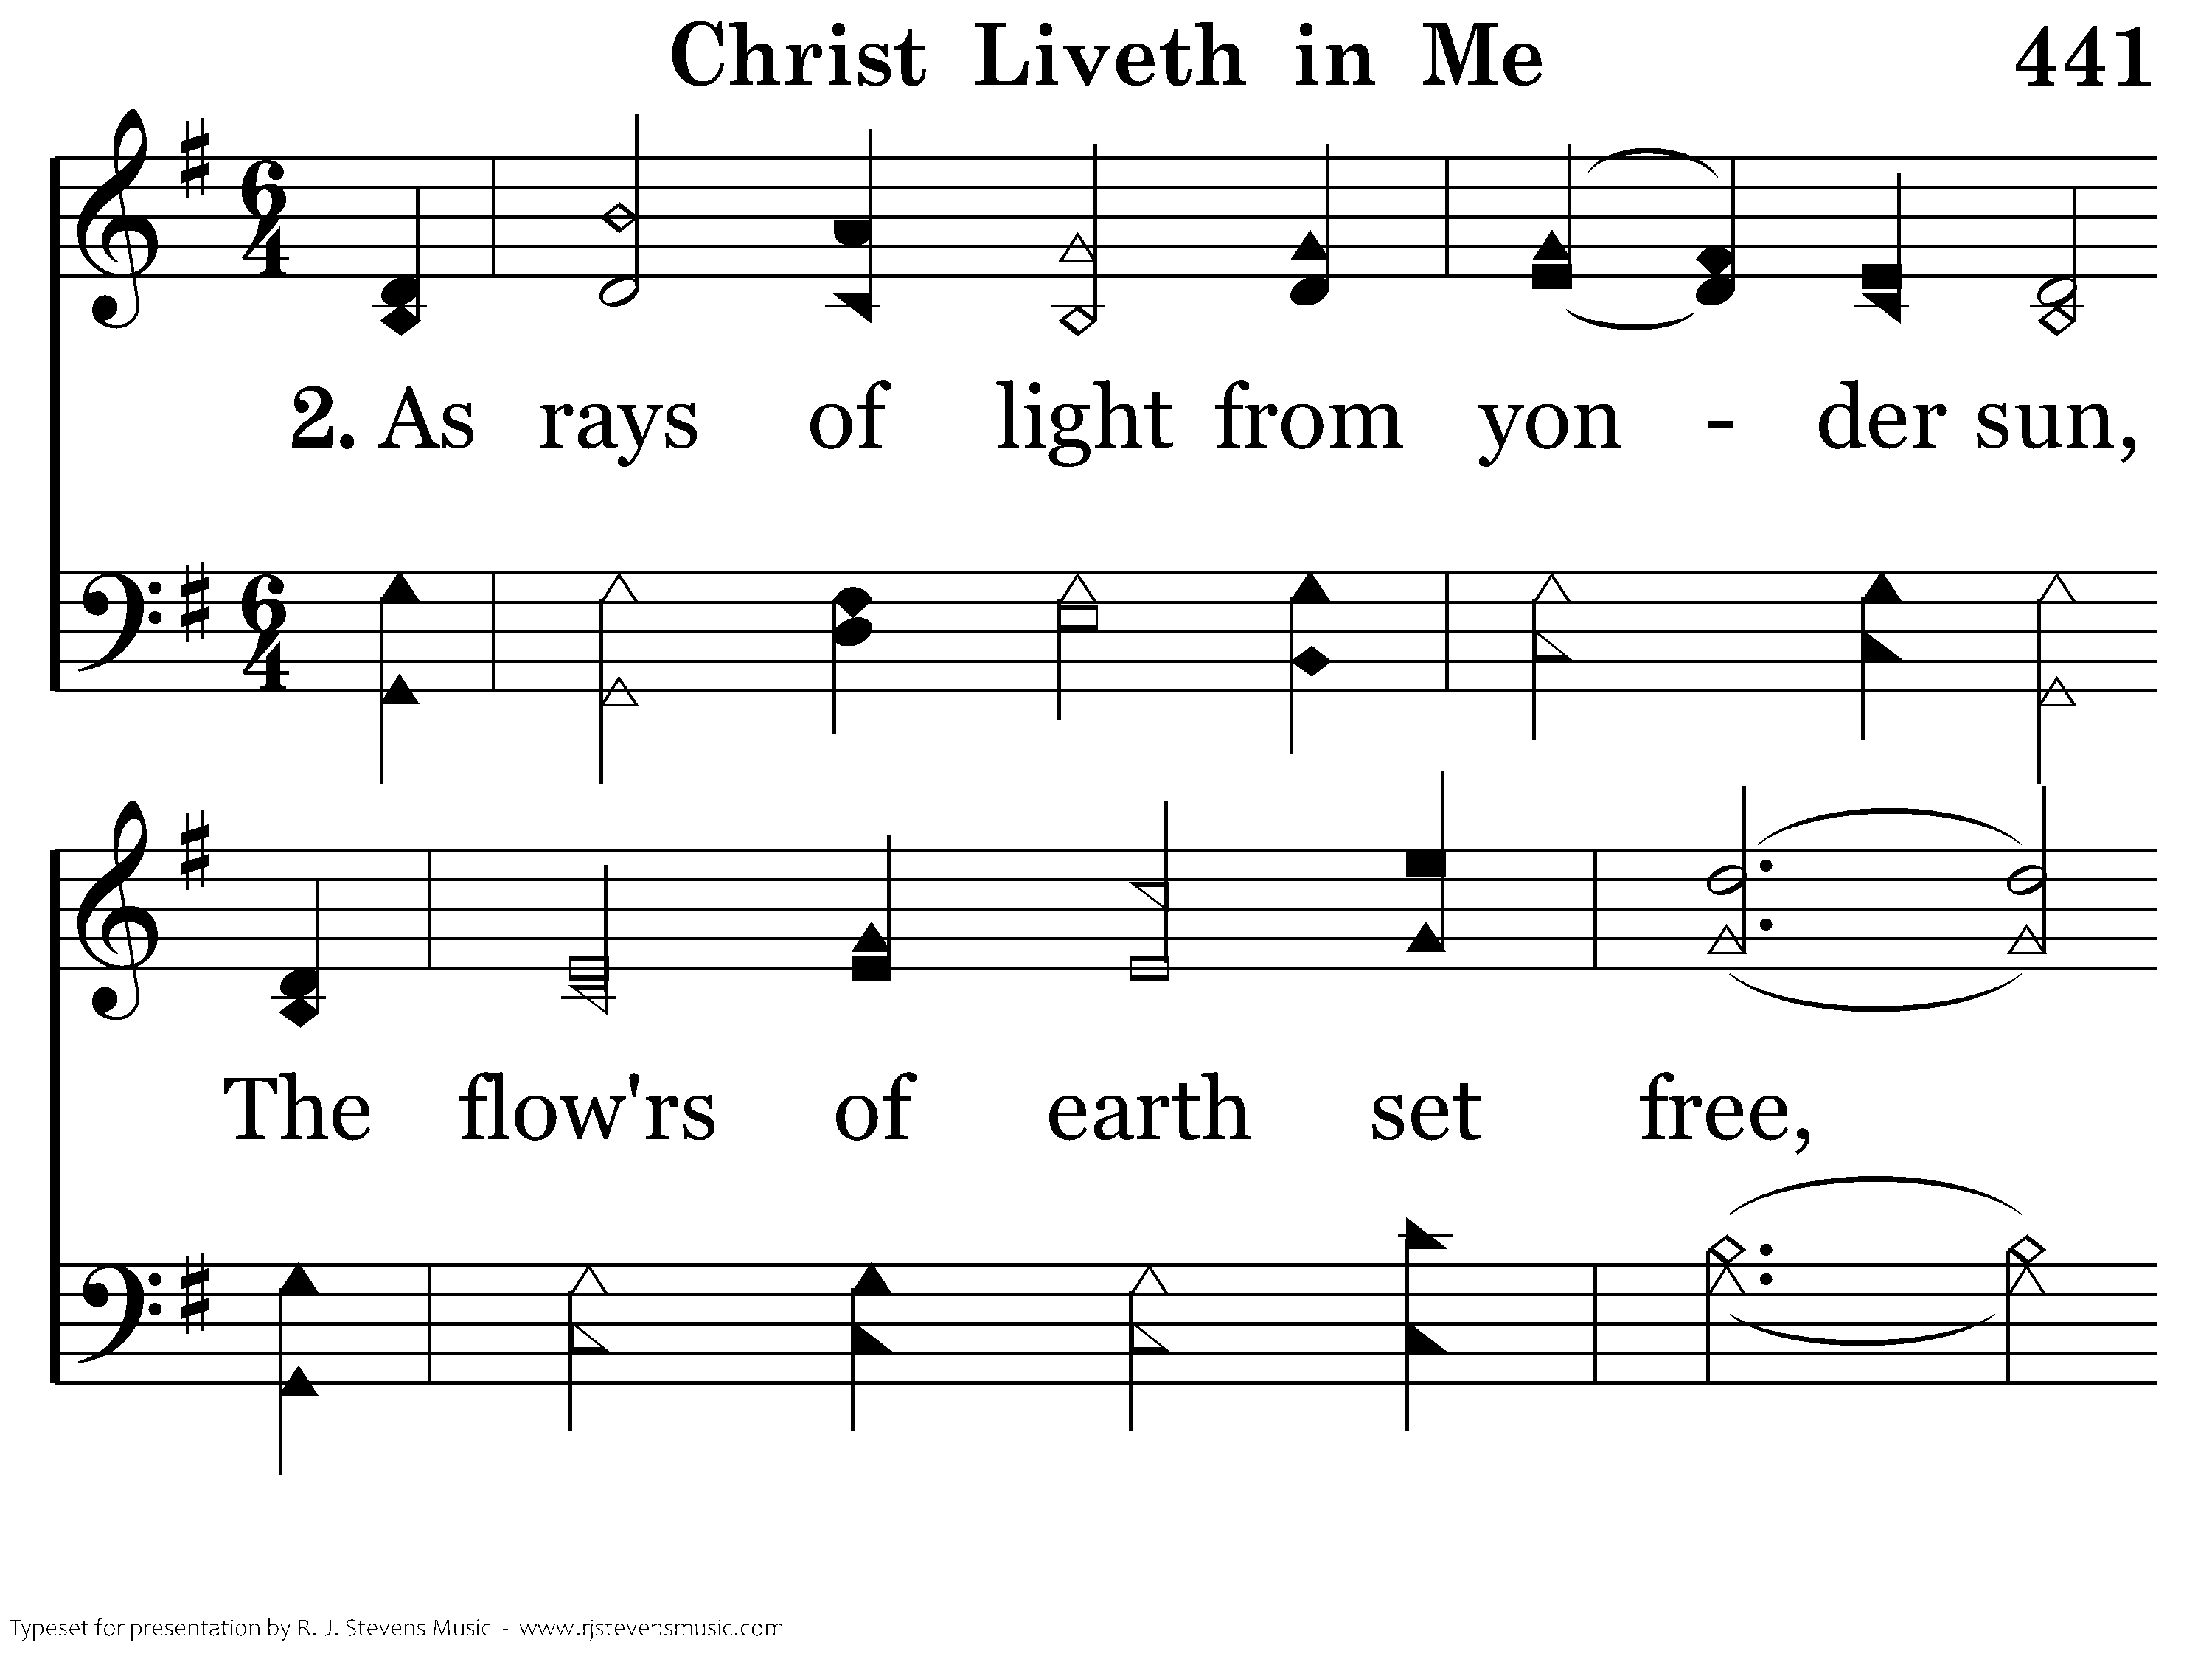 Christ Liveth in Me 441
2. As rays of light from yon - der sun,
The flow'rs of earth set free,
Typeset for presentation by R. J. Stevens Music - www.rjstevensmusic.com